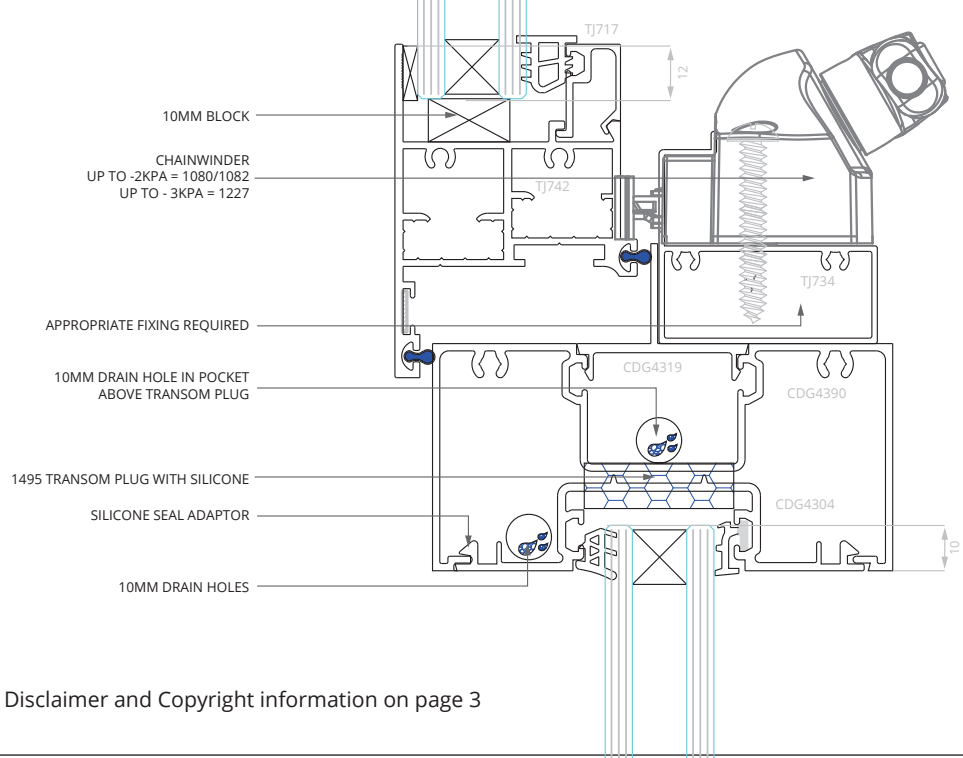 TJ717
12
10MM BLOCK
CHAINWINDER
UP TO -2KPA = 1080/1082
UP TO - 3KPA = 1227
TJ742
TJ734
APPROPRIATE FIXING REQUIRED
CDG4319
10MM DRAIN HOLE IN POCKET
ABOVE TRANSOM PLUG
CDG4390
1495 TRANSOM PLUG WITH SILICONE
CDG4304
SILICONE SEAL ADAPTOR
10
10MM DRAIN HOLES
Disclaimer and Copyright information on page 3